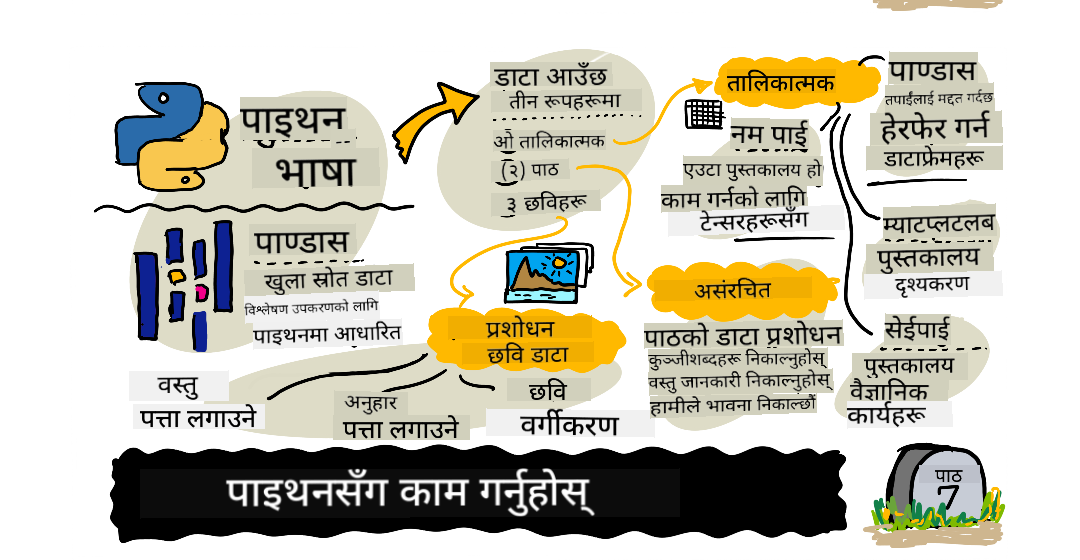 पाइथन
भाषा
पाण्डास
खुला स्रोत डाटा
विश्लेषण उपकरणको लागि
पाइथनमा आधारित
डाटा आउँछ
तीन रूपहरूमा
ओ तालिकात्मक
(२) पाठ
३ छविहरू
तालिकात्मक
नम पाई
एउटा पुस्तकालय हो
काम गर्नको लागि
टेन्सरहरूसँग
पाण्डास
तपाईंलाई मद्दत गर्दछ
हेरफेर गर्न
डाटाफ्रेमहरू
म्याटप्लटलब
पुस्तकालय
दृश्यकरण
सेईपाई
पुस्तकालय
वैज्ञानिक
कार्यहरू
असंरचित
पाठको डाटा प्रशोधन
कुञ्जीशब्दहरू निकाल्नुहोस्
वस्तु जानकारी निकाल्नुहोस्
हामीले भावना निकाल्छौं
प्रशोधन
छवि डाटा
वस्तु
पत्ता लगाउने
अनुहार
पत्ता लगाउने
छवि
वर्गीकरण
पाइथनसँग काम गर्नुहोस्
पाठ
7